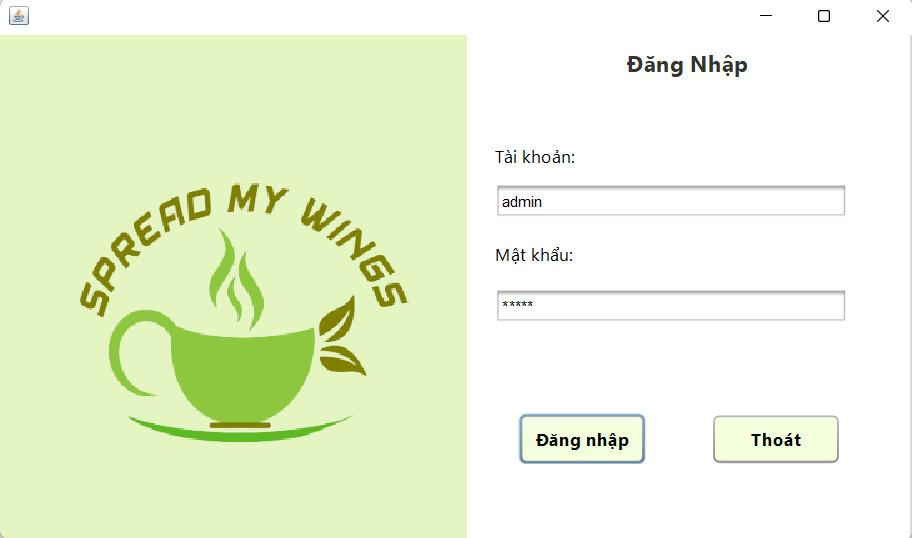 SPREAD MY WINGS
Đăng Nhập
Tài khoản:
admin
Mật khẩu:
*****
Đăng nhập
Thoát